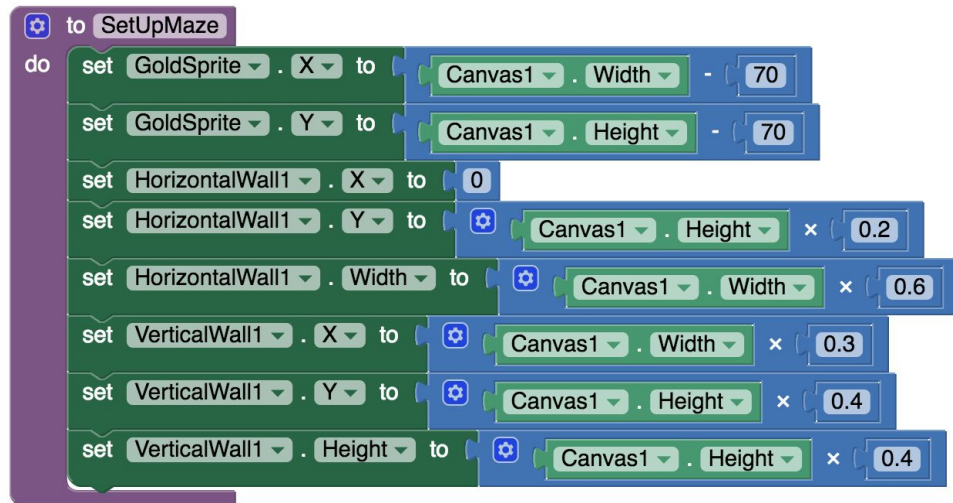 to SetUpMaze
do set GoldSprite . X to Canvas1 . Width - 70
set GoldSprite . Y to Canvas1 . Height - 70
set HorizontalWall1 . X to 0
set HorizontalWall1 . Y to Canvas1 . Height × 0.2
set HorizontalWall1 . Width to Canvas1 . Width × 0.6
set VerticalWall1 . X to Canvas1 . Width × 0.3
set VerticalWall1 . Y to Canvas1 . Height × 0.4
set VerticalWall1 . Height to Canvas1 . Height × 0.4